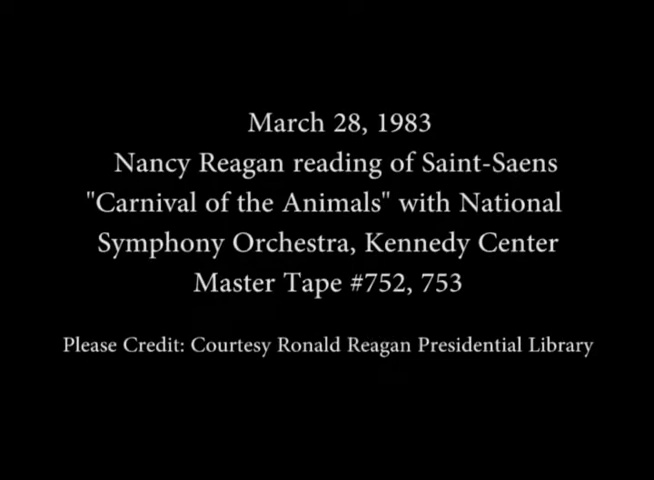 March 28, 1983
Nancy Reagan reading of Saint-Saens
"Carnival of the Animals" with National
Symphony Orchestra, Kennedy Center
Master Tape #752, 753
Please Credit: Courtesy Ronald Reagan Presidential Library